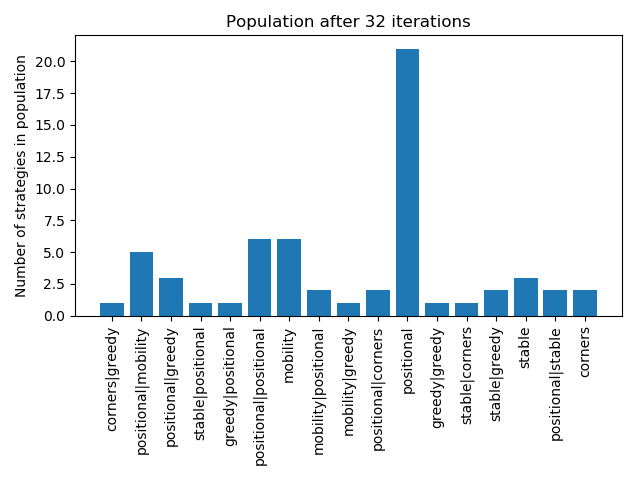 Population after 32 iterations
Number of strategies in population
20.0
17.5
15.0
12.5
10.0
7.5
5.0
2.5
0.0
corners|greedy
positional|mobility
positional|greedy
stable|positional
greedy|positional
positional|positional
mobility
mobility|positional
mobility|greedy
positional|corners
positional
greedy|greedy
stable|corners
stable|greedy
stable
positional|stable
corners